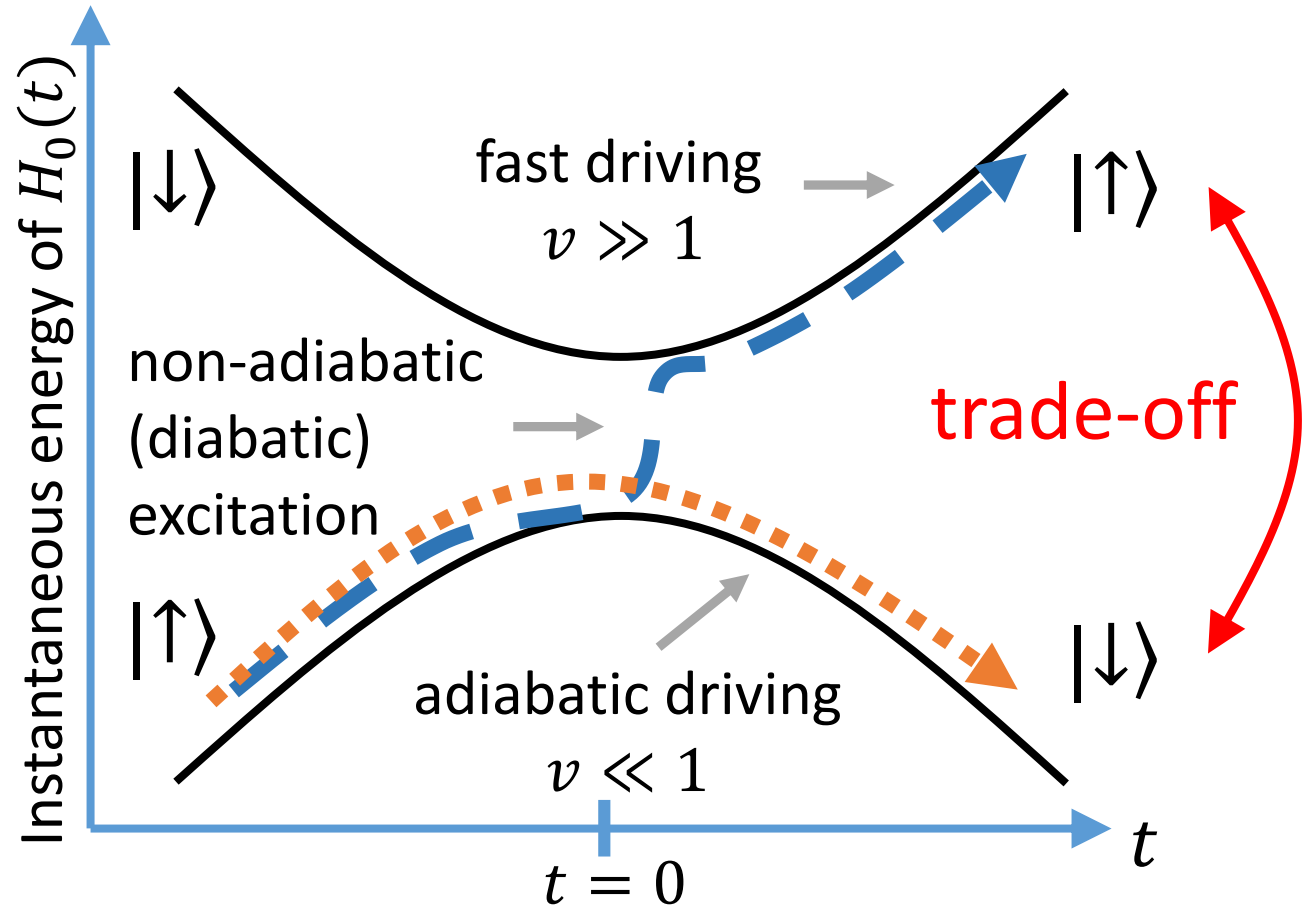 Instantaneous energy of H₀(t)
|↓⟩
fast driving
v ≫ 1
|↑⟩
non-adiabatic
(diabatic)
excitation
trade-off
|↑⟩
adiabatic driving
v ≪ 1
|↓⟩
t = 0
t